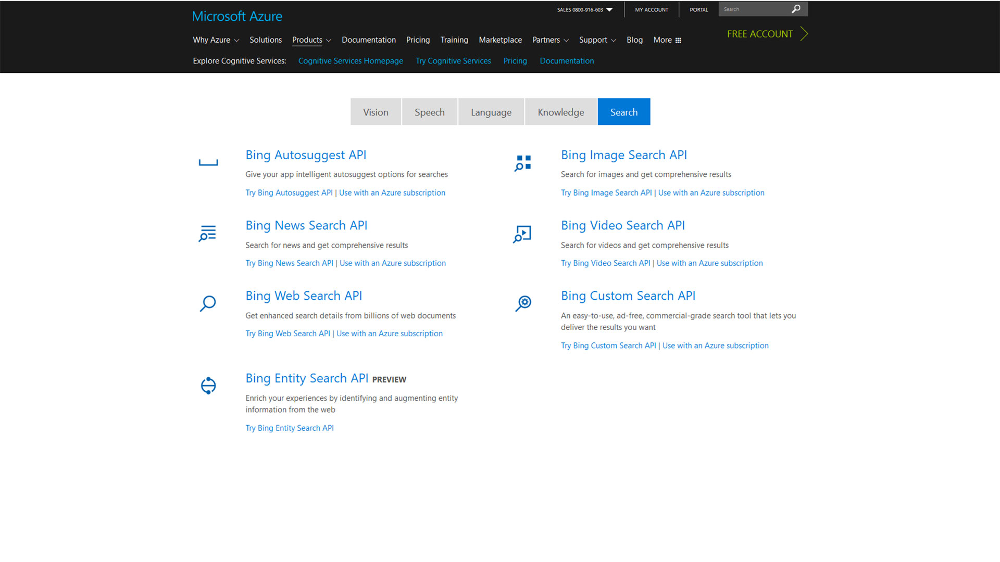 Microsoft Azure
SALES 0800-916-603
MY ACCOUNT
PORTAL
Search
FREE ACCOUNT
Why Azure Solutions Products Documentation Pricing Training Marketplace Partners Support Blog More
Explore Cognitive Services: Cognitive Services Homepage Try Cognitive Services Pricing Documentation
Vision Speech Language Knowledge Search
Bing Autosuggest API
Give your app intelligent autosuggest options for searches
Try Bing Autosuggest API | Use with an Azure subscription
Bing Image Search API
Search for images and get comprehensive results
Try Bing Image Search API | Use with an Azure subscription
Bing News Search API
Search for news and get comprehensive results
Try Bing News Search API | Use with an Azure subscription
Bing Video Search API
Search for videos and get comprehensive results
Try Bing Video Search API | Use with an Azure subscription
Bing Web Search API
Get enhanced search details from billions of web documents
Try Bing Web Search API | Use with an Azure subscription
Bing Custom Search API
An easy-to-use, ad-free, commercial-grade search tool that lets you
deliver the results you want
Try Bing Custom Search API | Use with an Azure subscription
Bing Entity Search API PREVIEW
Enrich your experiences by identifying and augmenting entity
information from the web
Try Bing Entity Search API